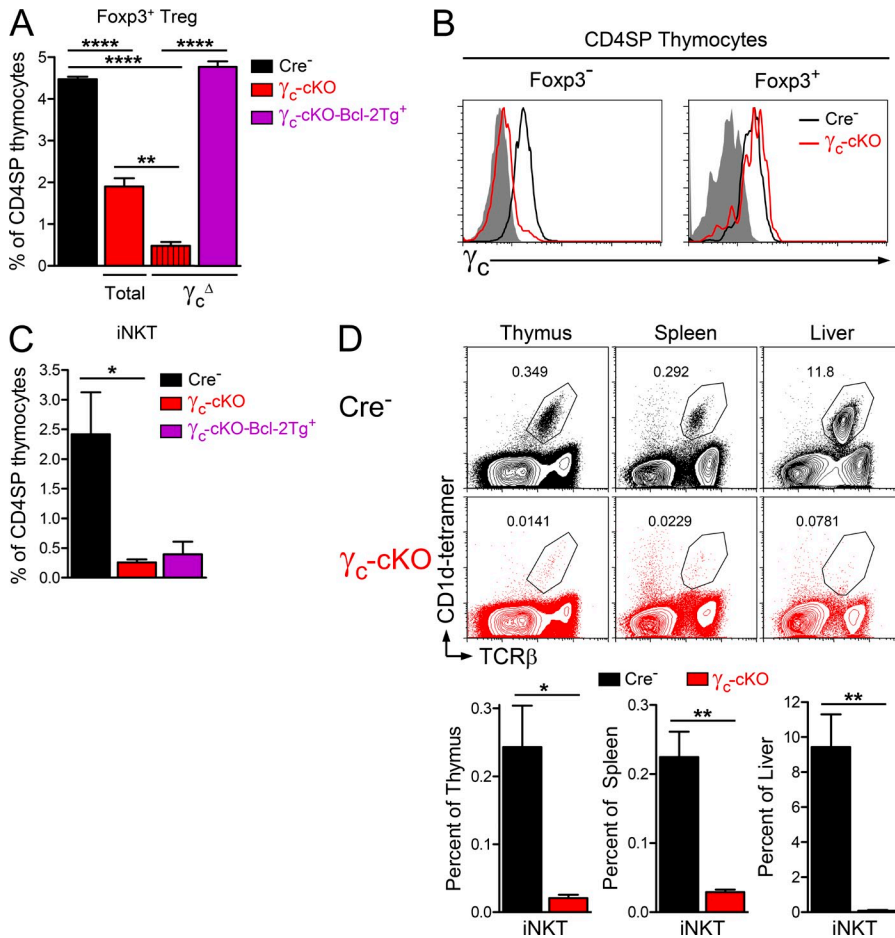 A
Foxp3⁺ Treg
****
****
****
**
Cre⁻
γc-cKO
γc-cKO-Bcl-2Tg⁺
% of CD4SP thymocytes
5
4
3
2
1
0
Total
γcΔ
B
CD4SP Thymocytes
Foxp3⁻
Foxp3⁺
Cre⁻
γc-cKO
γc
C
iNKT
*
Cre⁻
γc-cKO
γc-cKO-Bcl-2Tg⁺
% of CD4SP thymocytes
3.5
3.0
2.5
2.0
1.5
1.0
0.5
0.0
D
Thymus
Spleen
Liver
Cre⁻
0.349
0.292
11.8
γc-cKO
0.0141
0.0229
0.0781
CD1d-tetramer
TCRβ
Cre⁻
γc-cKO
*
Percent of Thymus
0.3
0.2
0.1
0.0
iNKT
**
Percent of Spleen
0.3
0.2
0.1
0.0
iNKT
**
Percent of Liver
12
10
8
6
4
2
0
iNKT